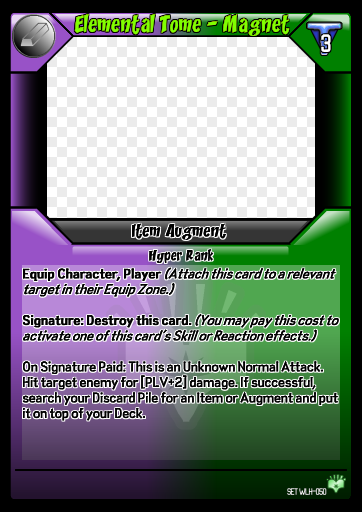 Elemental Tome - Magnet
3
Item Augment
Hyper Rank
Equip Character, Player (Attach this card to a relevant
target in their Equip Zone.)
Signature: Destroy this card. (You may pay this cost to
activate one of this card's Skill or Reaction effects.)
On Signature Paid: This is an Unknown Normal Attack.
Hit target enemy for [PLV+2] damage. If successful,
search your Discard Pile for an Item or Augment and put
it on top of your Deck.
SET WLH-050